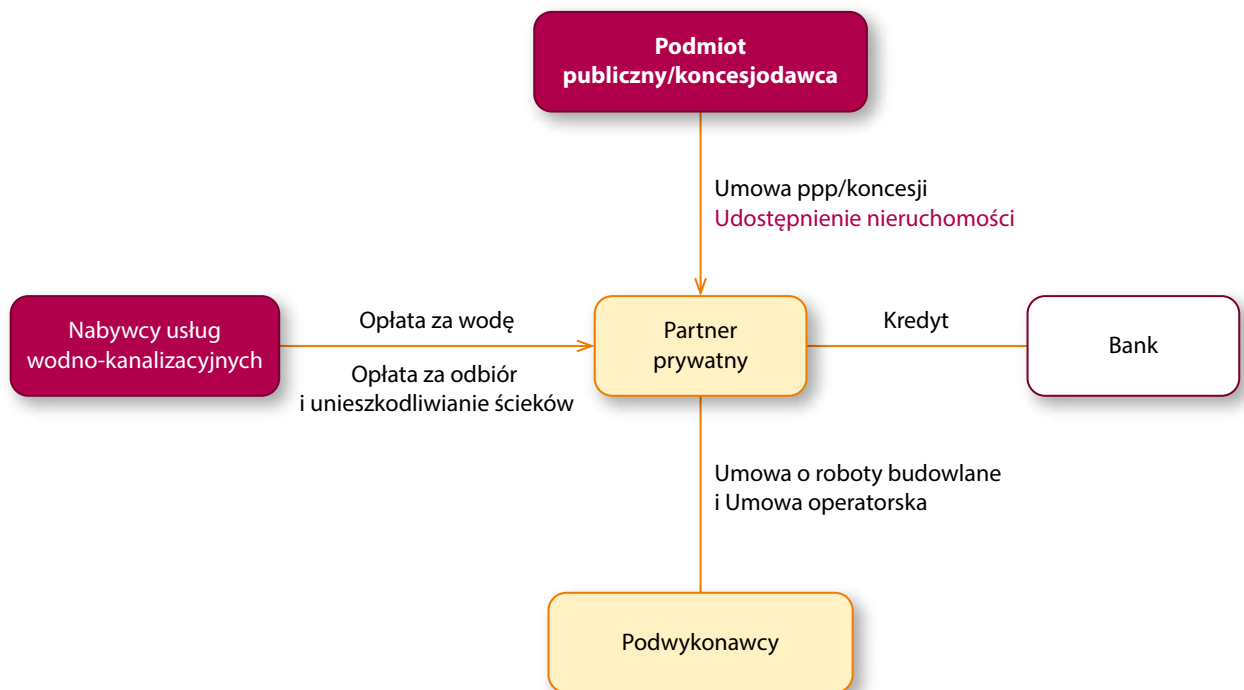 Podmiot
publiczny/koncesjodawca
Umowa ppp/koncesji
Udostępnienie nieruchomości
Nabywcy usług
wodno-kanalizacyjnych
Opłata za wodę
Opłata za odbiór
i unieszkodliwianie ścieków
Partner
prywatny
Kredyt
Bank
Umowa o roboty budowlane
i Umowa operatorska
Podwykonawcy